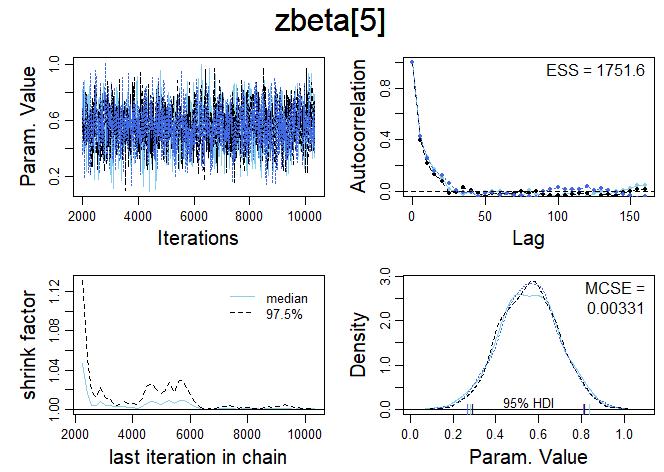 zbeta[5]
Param. Value
0.2 0.6 1.0
2000 4000 6000 8000 10000
Iterations
Autocorrelation
0.0 0.4 0.8
ESS = 1751.6
0 50 100 150
Lag
shrink factor
1.00 1.04 1.08 1.12
median
97.5%
2000 4000 6000 8000 10000
last iteration in chain
Density
0.0 1.0 2.0 3.0
MCSE =
0.00331
95% HDI
0.0 0.2 0.4 0.6 0.8 1.0
Param. Value